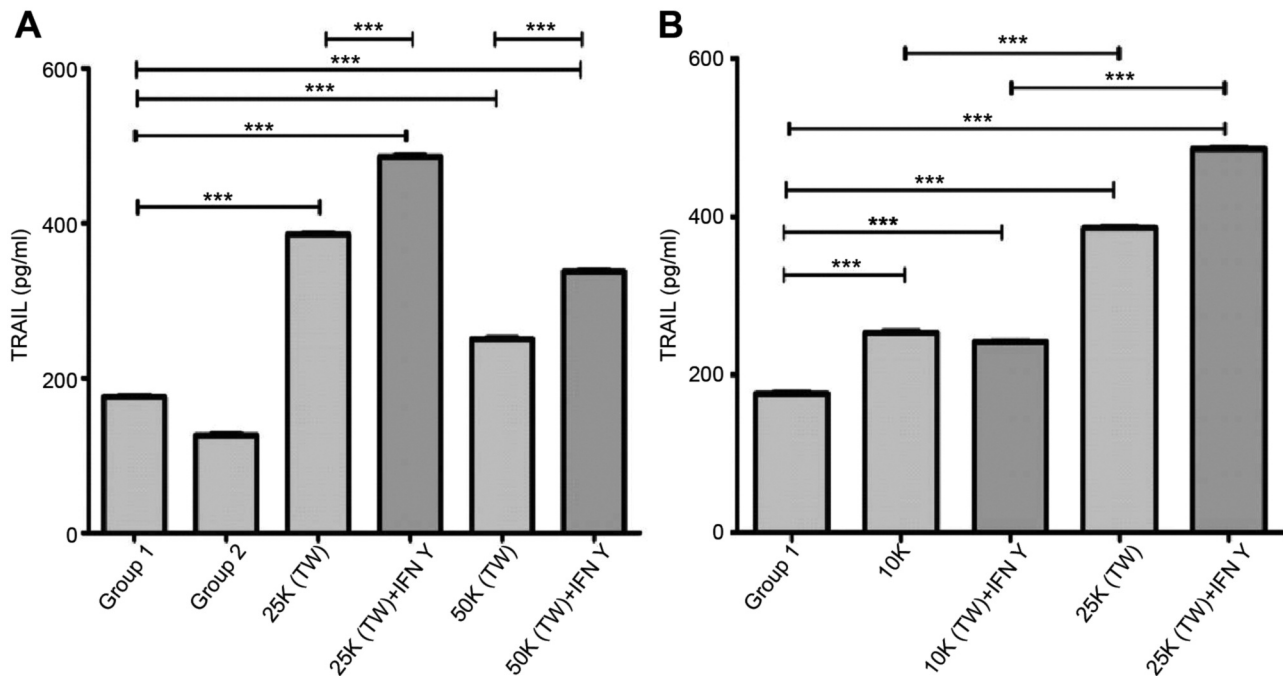 A
***
***
***
***
***
***
600
400
200
0
TRAIL (pg/ml)
Group 1
Group 2
25K (TW)
25K (TW)+IFN Y
50K (TW)
50K (TW)+IFN Y
B
***
***
***
***
***
***
600
400
200
0
TRAIL (pg/ml)
Group 1
10K
10K (TW)+IFN Y
25K (TW)
25K (TW)+IFN Y